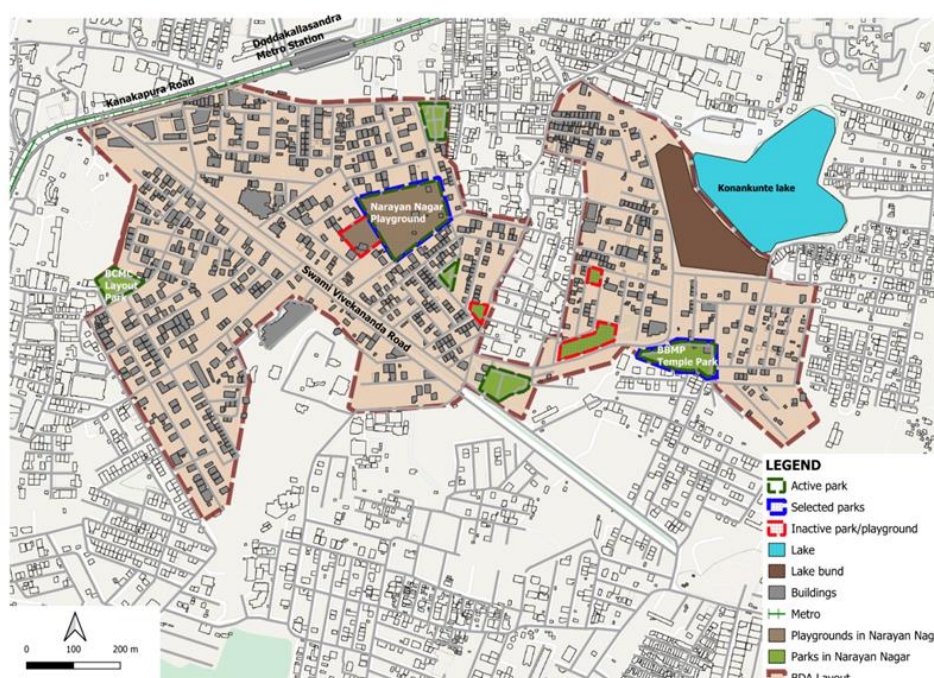 Doddakallasandra
Metro Station
Kanakapura Road
Konankunte lake
Narayan Nagar
Playground
BCMC
Layout
Park
Swami Vivekananda Road
BBMP
Temple Park
LEGEND
Active park
Selected parks
Inactive park/playground
Lake
Lake bund
Buildings
Metro
Playgrounds in Narayan Nag
Parks in Narayan Nagar
BDA Layout
0 100 200 m